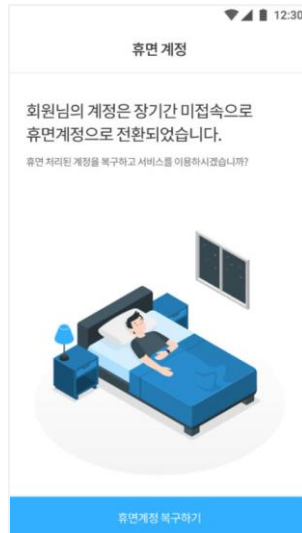 12:30
휴면 계정
회원님의 계정은 장기간 미접속으로
휴면계정으로 전환되었습니다.
휴면 처리된 계정을 복구하고 서비스를 이용하시겠습니까?
휴면계정 복구하기